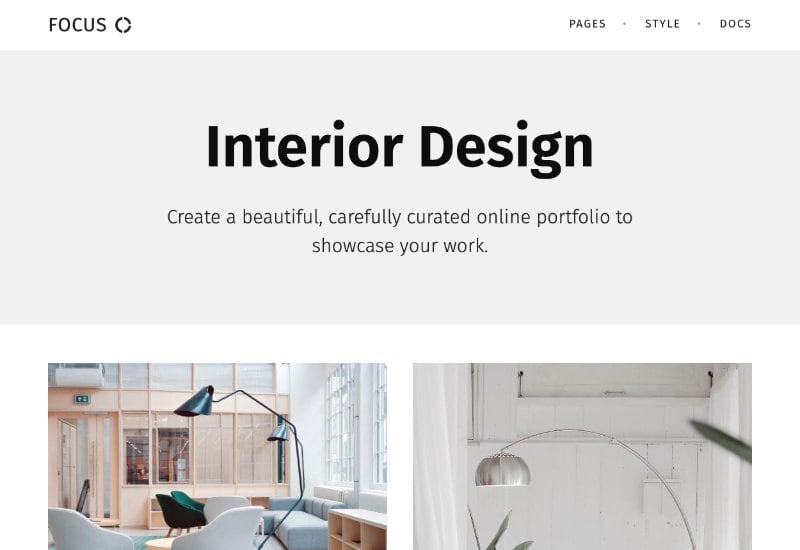 FOCUS
PAGES • STYLE • DOCS
Interior Design
Create a beautiful, carefully curated online portfolio to
showcase your work.